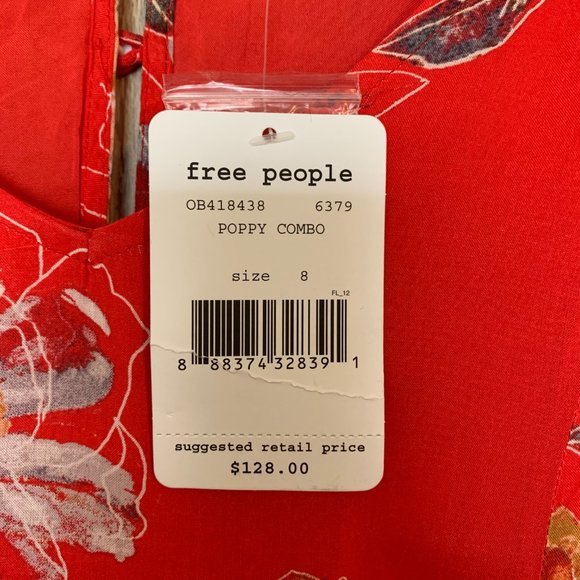 free people
OB418438 6379
POPPY COMBO
size 8
FL_12
8 88374 32839 1
suggested retail price
$128.00